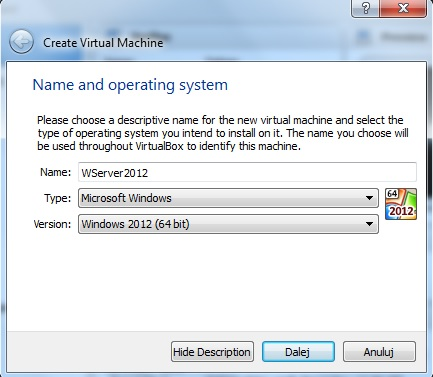 Create Virtual Machine
Name and operating system
Please choose a descriptive name for the new virtual machine and select the
type of operating system you intend to install on it. The name you choose will
be used throughout VirtualBox to identify this machine.
Name: WServer2012
Type: Microsoft Windows
64
Version: Windows 2012 (64 bit)
2012
Hide Description Dalej Anuluj